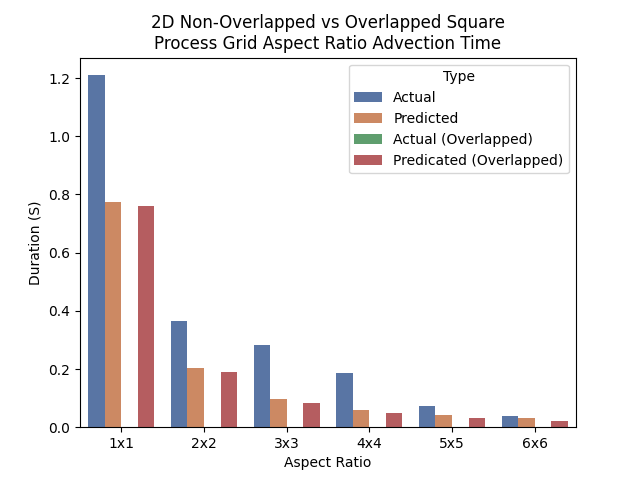 2D Non-Overlapped vs Overlapped Square
Process Grid Aspect Ratio Advection Time
Type
Actual
Predicted
Actual (Overlapped)
Predicated (Overlapped)
Duration (S)
1.2
1.0
0.8
0.6
0.4
0.2
0.0
1x1 2x2 3x3 4x4 5x5 6x6
Aspect Ratio